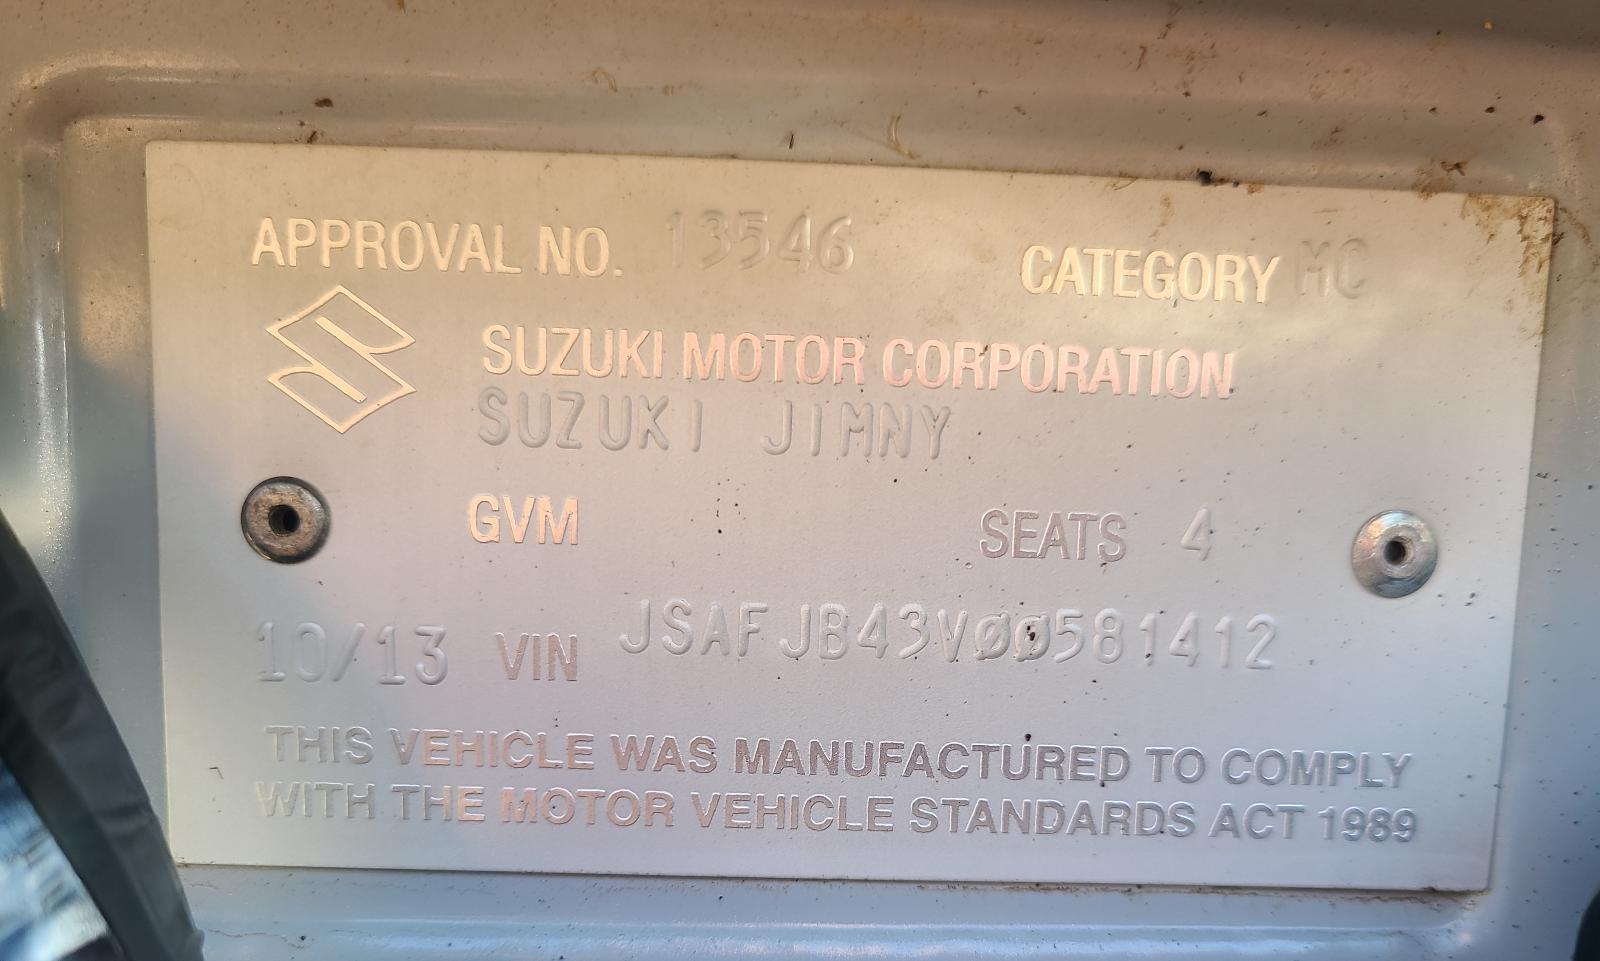 APPROVAL NO. 13546 CATEGORY MC
SUZUKI MOTOR CORPORATION
SUZUKI JIMNY
GVM SEATS 4
10/13 VIN JSAFJB43V00581412
THIS VEHICLE WAS MANUFACTURED TO COMPLY
WITH THE MOTOR VEHICLE STANDARDS ACT 1989